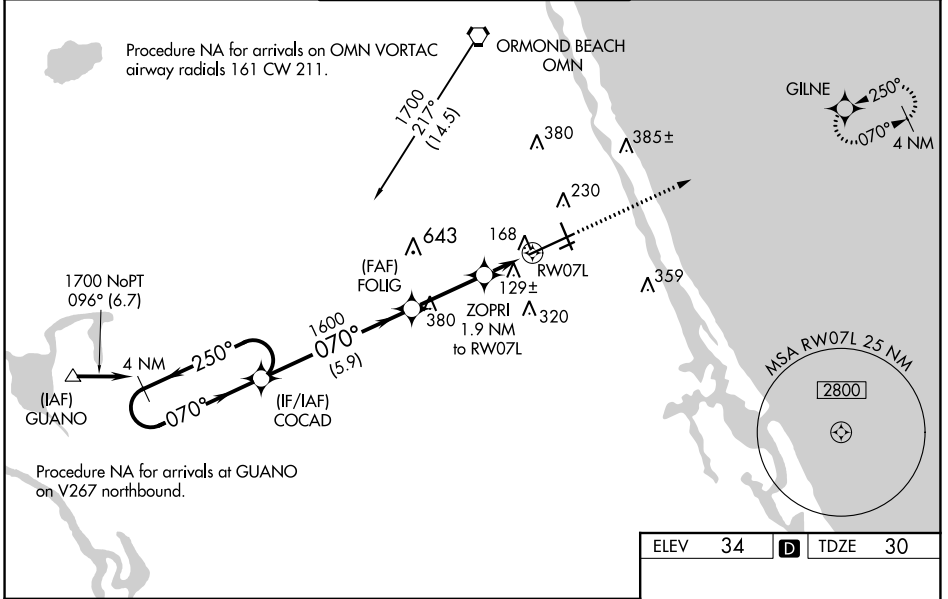 Procedure NA for arrivals on OMN VORTAC
airway radials 161 CW 211.
ORMOND BEACH
OMN
1700
217°
(14.5)
GILNE
250°
070°
4 NM
380
385±
230
643
168
(FAF)
FOLIG
RW07L
129±
359
1700 NoPT
096° (6.7)
1600
070°
(5.9)
380
ZOPRI
1.9 NM
to RW07L
320
4 NM
250°
070°
(IAF)
GUANO
(IF/IAF)
COCAD
MSA RW07L 25 NM
2800
Procedure NA for arrivals at GUANO
on V267 northbound.
ELEV 34 D TDZE 30